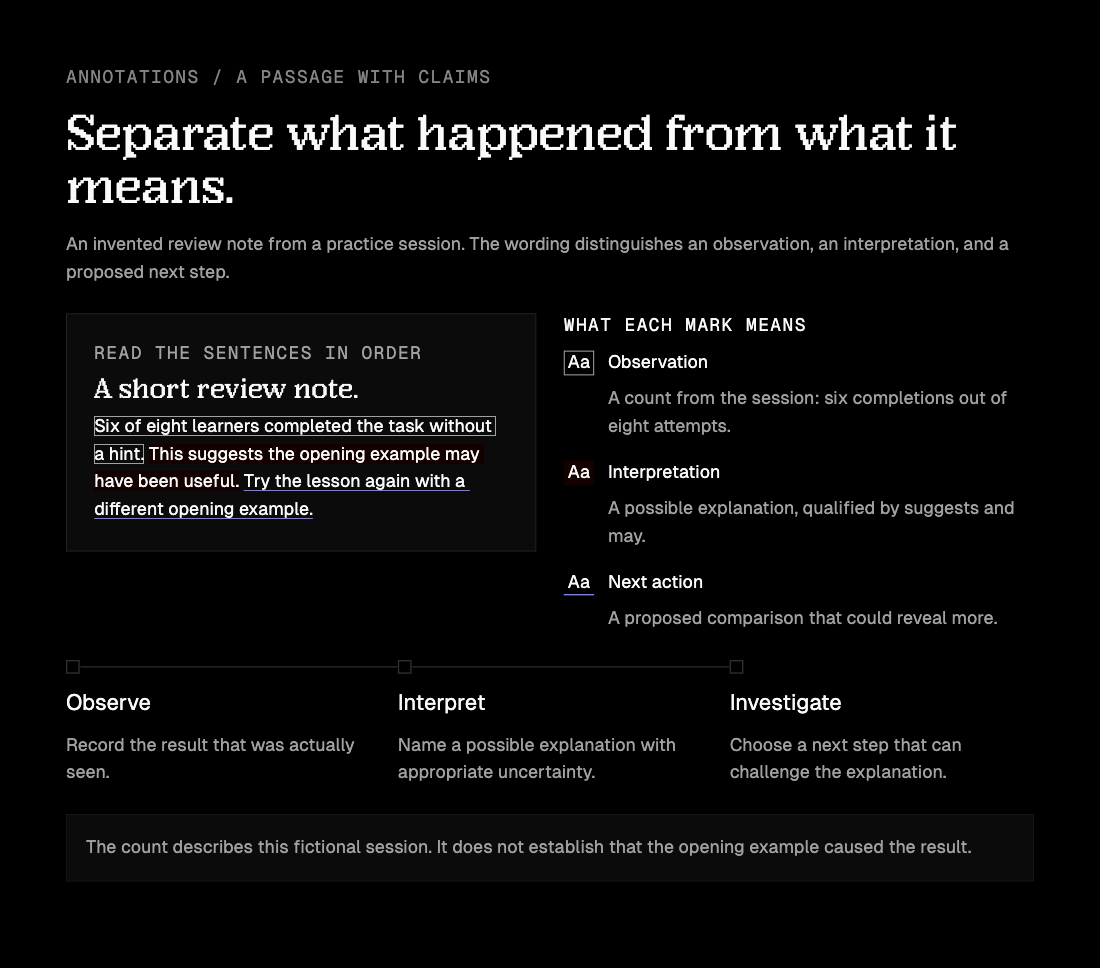 ANNOTATIONS / A PASSAGE WITH CLAIMS
Separate what happened from what it
means.
An invented review note from a practice session. The wording distinguishes an observation, an interpretation, and a
proposed next step.
READ THE SENTENCES IN ORDER
A short review note.
Six of eight learners completed the task without
a hint. This suggests the opening example may
have been useful. Try the lesson again with a
different opening example.
WHAT EACH MARK MEANS
Aa Observation
A count from the session: six completions out of
eight attempts.
Aa Interpretation
A possible explanation, qualified by suggests and
may.
Aa Next action
A proposed comparison that could reveal more.
Observe
Record the result that was actually
seen.
Interpret
Name a possible explanation with
appropriate uncertainty.
Investigate
Choose a next step that can
challenge the explanation.
The count describes this fictional session. It does not establish that the opening example caused the result.